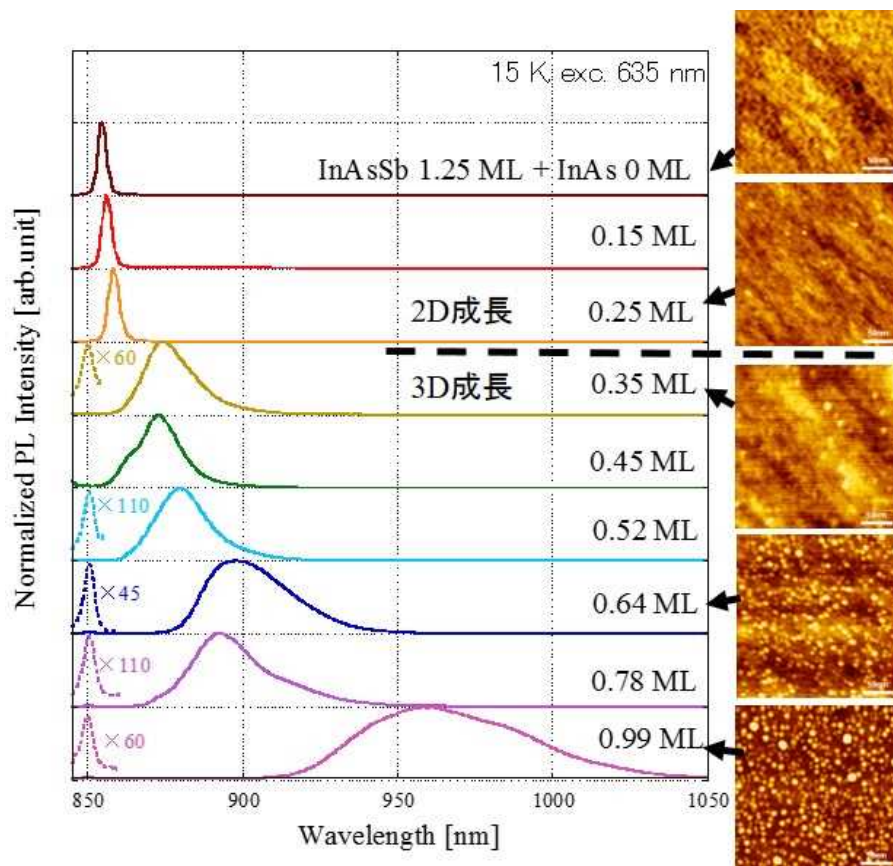 15 K, exc. 635 nm
InAsSb 1.25 ML + InAs 0 ML
0.15 ML
2D成長
0.25 ML
×60
3D成長
0.35 ML
0.45 ML
×110
0.52 ML
×45
0.64 ML
×110
0.78 ML
×60
0.99 ML
Normalized PL Intensity [arb.unit]
850
900
950
1000
1050
Wavelength [nm]